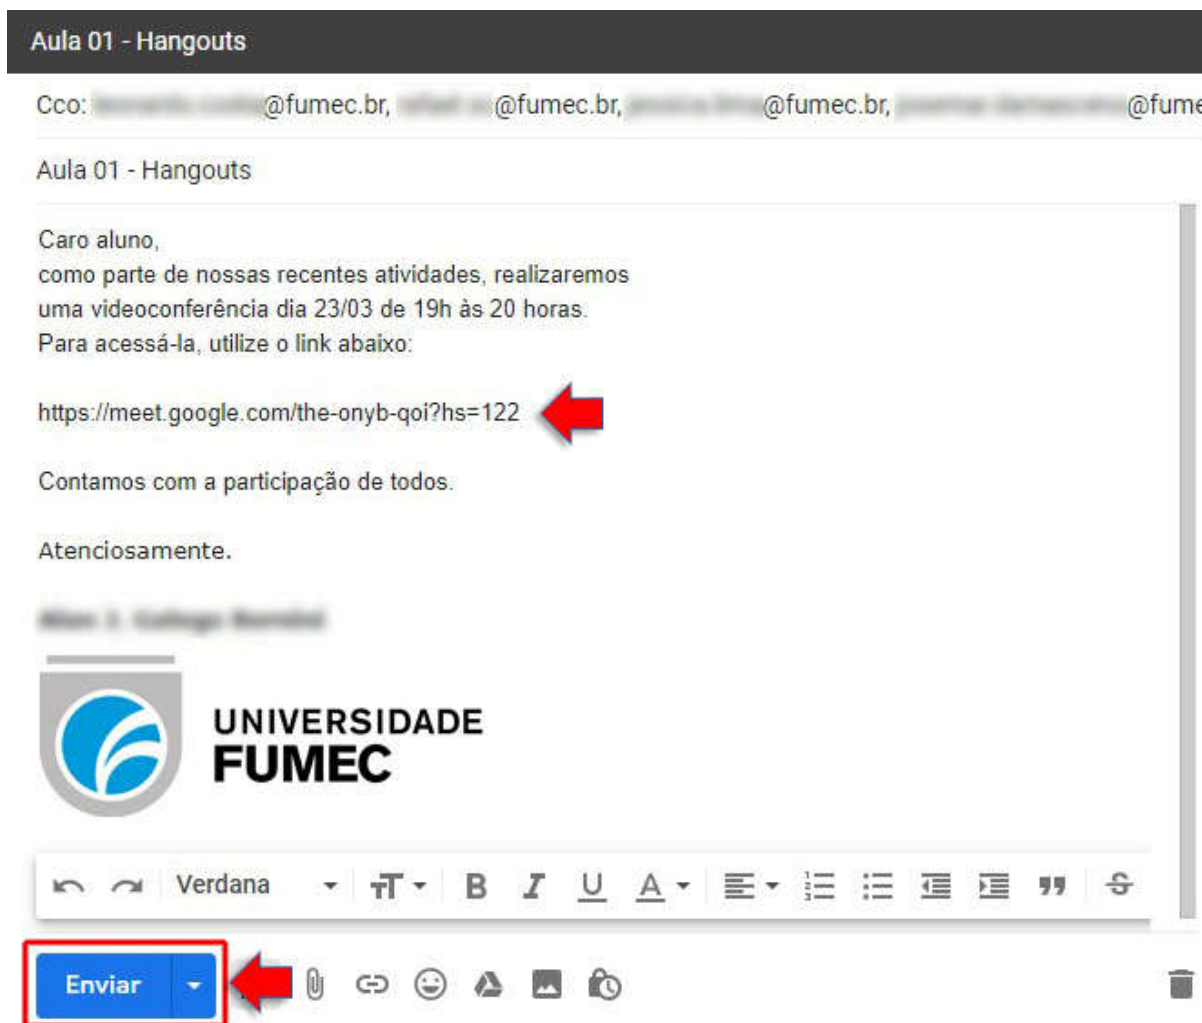 Aula 01 - Hangouts
Cco: @fumec.br, @fumec.br, @fumec.br, @fume
Aula 01 - Hangouts
Caro aluno,
como parte de nossas recentes atividades, realizaremos
uma videoconferência dia 23/03 de 19h às 20 horas.
Para acessá-la, utilize o link abaixo:
https://meet.google.com/the-onyb-qoi?hs=122
Contamos com a participação de todos.
Atenciosamente.
UNIVERSIDADE
FUMEC
Verdana
Enviar